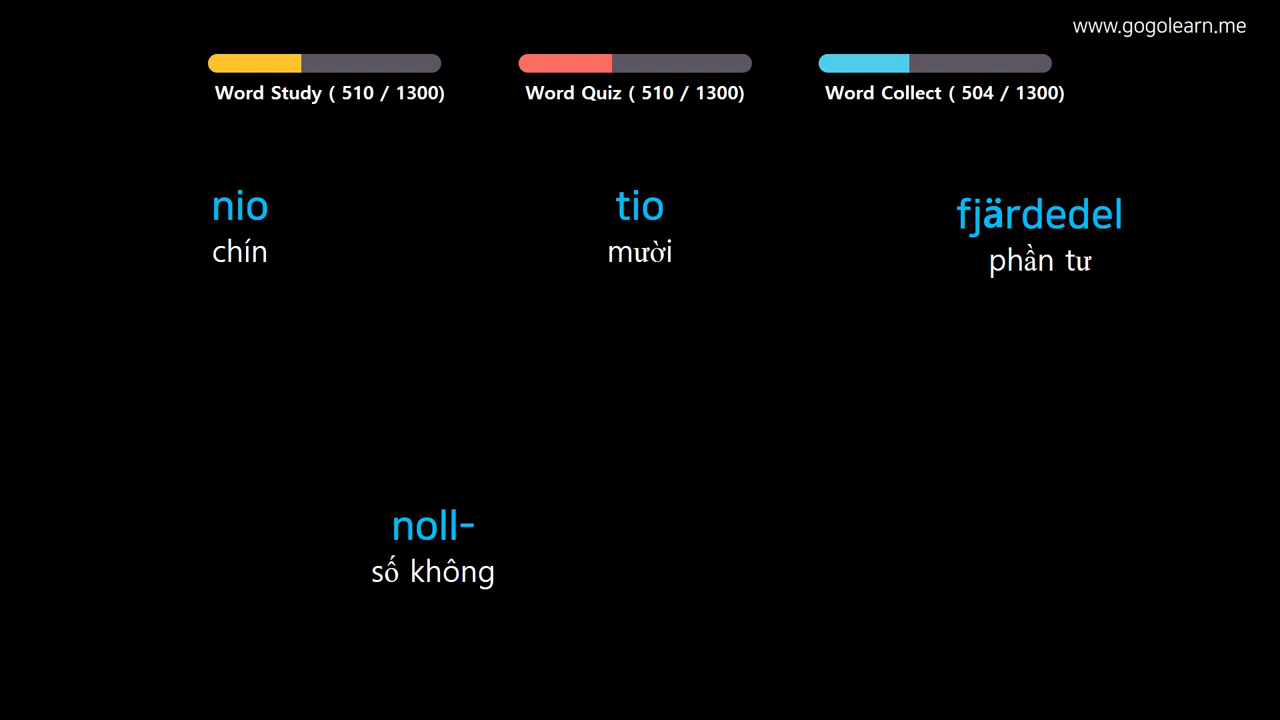 www.gogolearn.me
Word Study ( 510 / 1300)
Word Quiz ( 510 / 1300)
Word Collect ( 504 / 1300)
nio
chín
tio
mười
fjärdedel
phần tư
noll-
số không